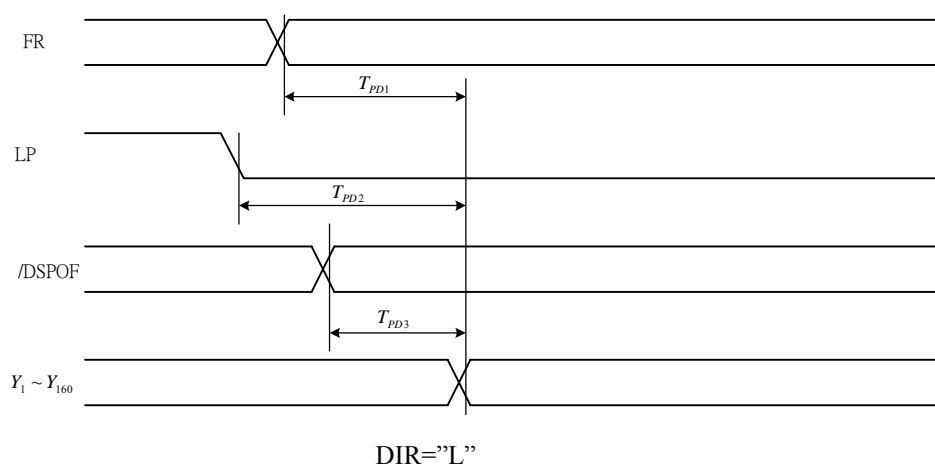 FR
T_PD1
LP
T_PD2
/DSPOF
T_PD3
Y_1 ~ Y_160
DIR=”L”